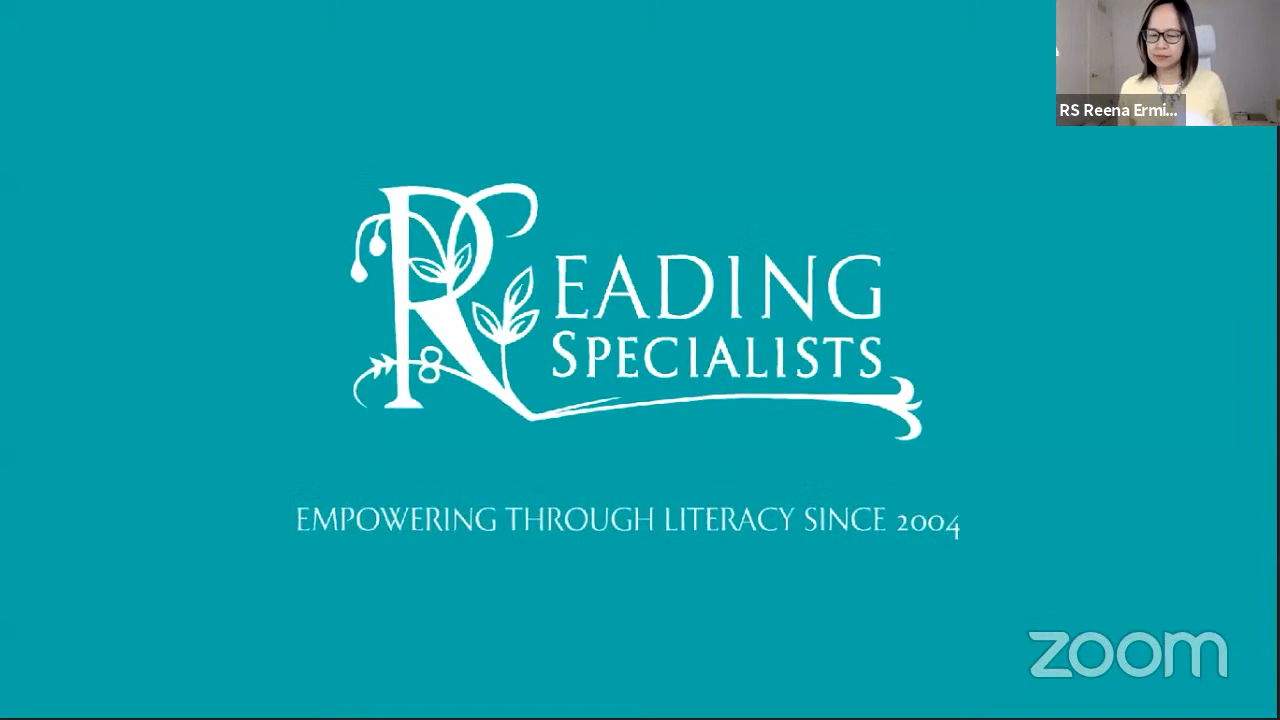 RS Reena Ermi...
READING
SPECIALISTS
EMPOWERING THROUGH LITERACY SINCE 2004
zoom